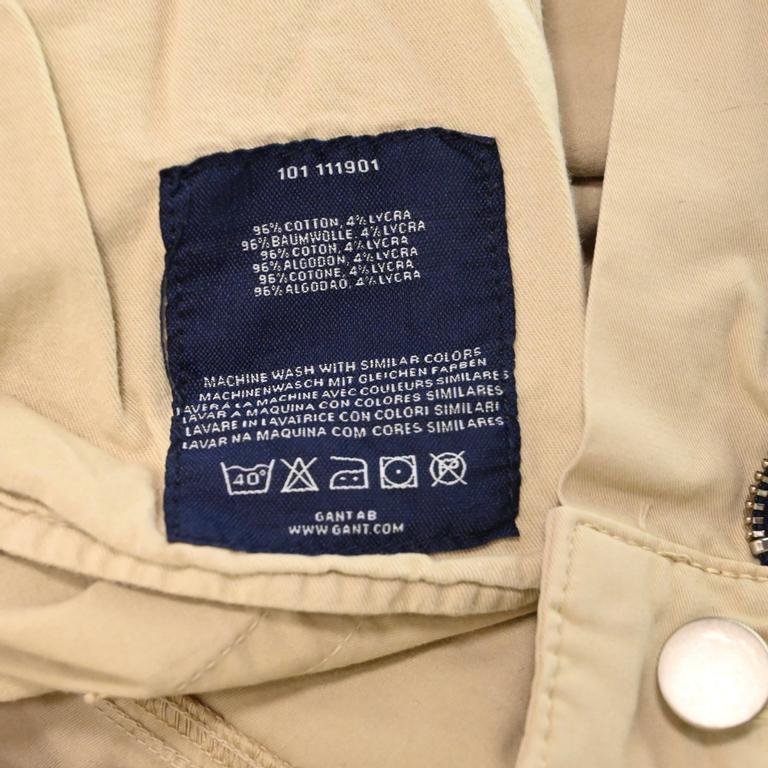 101 111901
96% COTTON, 4% LYCRA
96% BAUMWOLLE, 4% LYCRA
96% COTON, 4% LYCRA
96% ALGODON, 4% LYCRA
96% COTONE, 4% LYCRA
96% ALGODAO, 4% LYCRA
MACHINE WASH WITH SIMILAR COLORS
MACHINENWASCH MIT GLEICHEN FARBEN
LAVER À LA MACHINE AVEC COULEURS SIMILARES
LAVAR A MAQUINA CON COLORES SIMILARES
LAVARE IN LAVATRICE CON COLORI SIMILARI
LAVAR NA MAQUINA COM CORES SIMILARES
40° P
GANT AB
WWW.GANT.COM